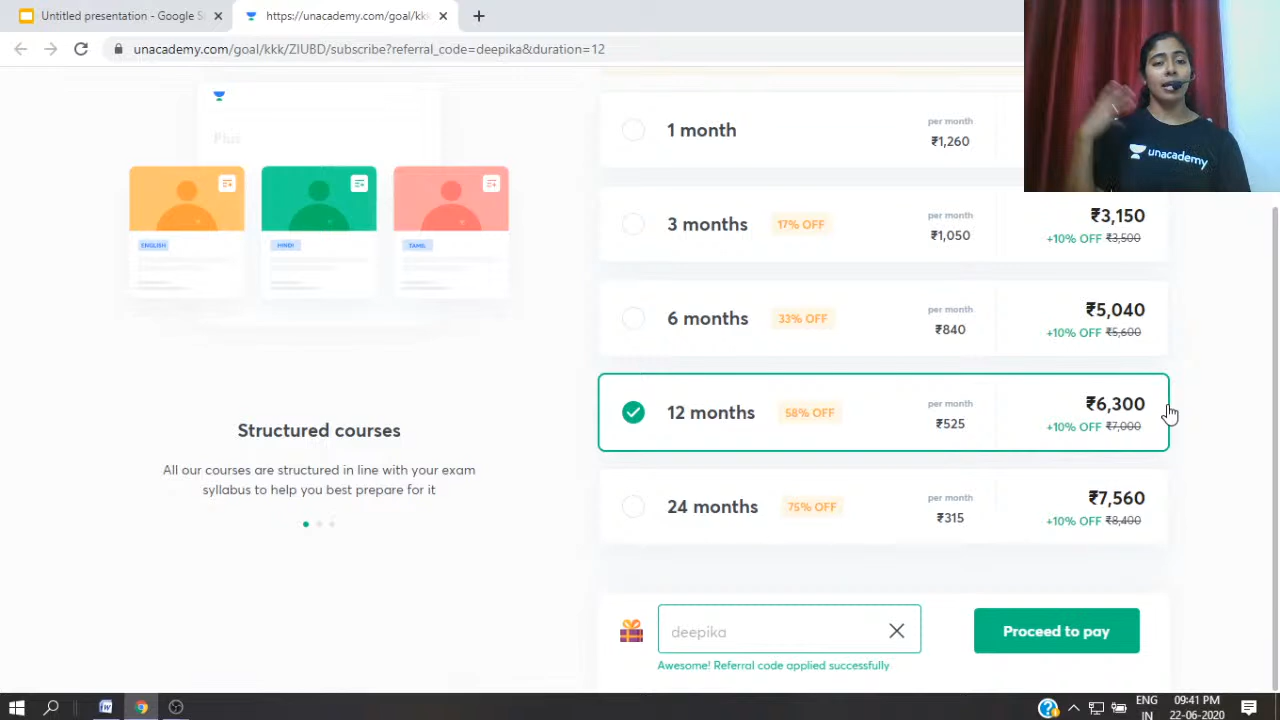 Untitled presentation - Google S
https://unacademy.com/goal/kkk
unacademy.com/goal/kkk/ZIUBD/subscribe?referral_code=deepika&duration=12
Plus
ENGLISH
HINDI
TAMIL
Structured courses
All our courses are structured in line with your exam
syllabus to help you best prepare for it
1 month
per month
₹1,260
3 months
17% OFF
per month
₹1,050
₹3,150
+10% OFF ₹3,500
6 months
33% OFF
per month
₹840
₹5,040
+10% OFF ₹5,600
12 months
58% OFF
per month
₹525
₹6,300
+10% OFF ₹7,000
24 months
75% OFF
per month
₹315
₹7,560
+10% OFF ₹8,400
deepika
Awesome! Referral code applied successfully
Proceed to pay
unacademy
ENG
IN
09:41 PM
22-06-2020